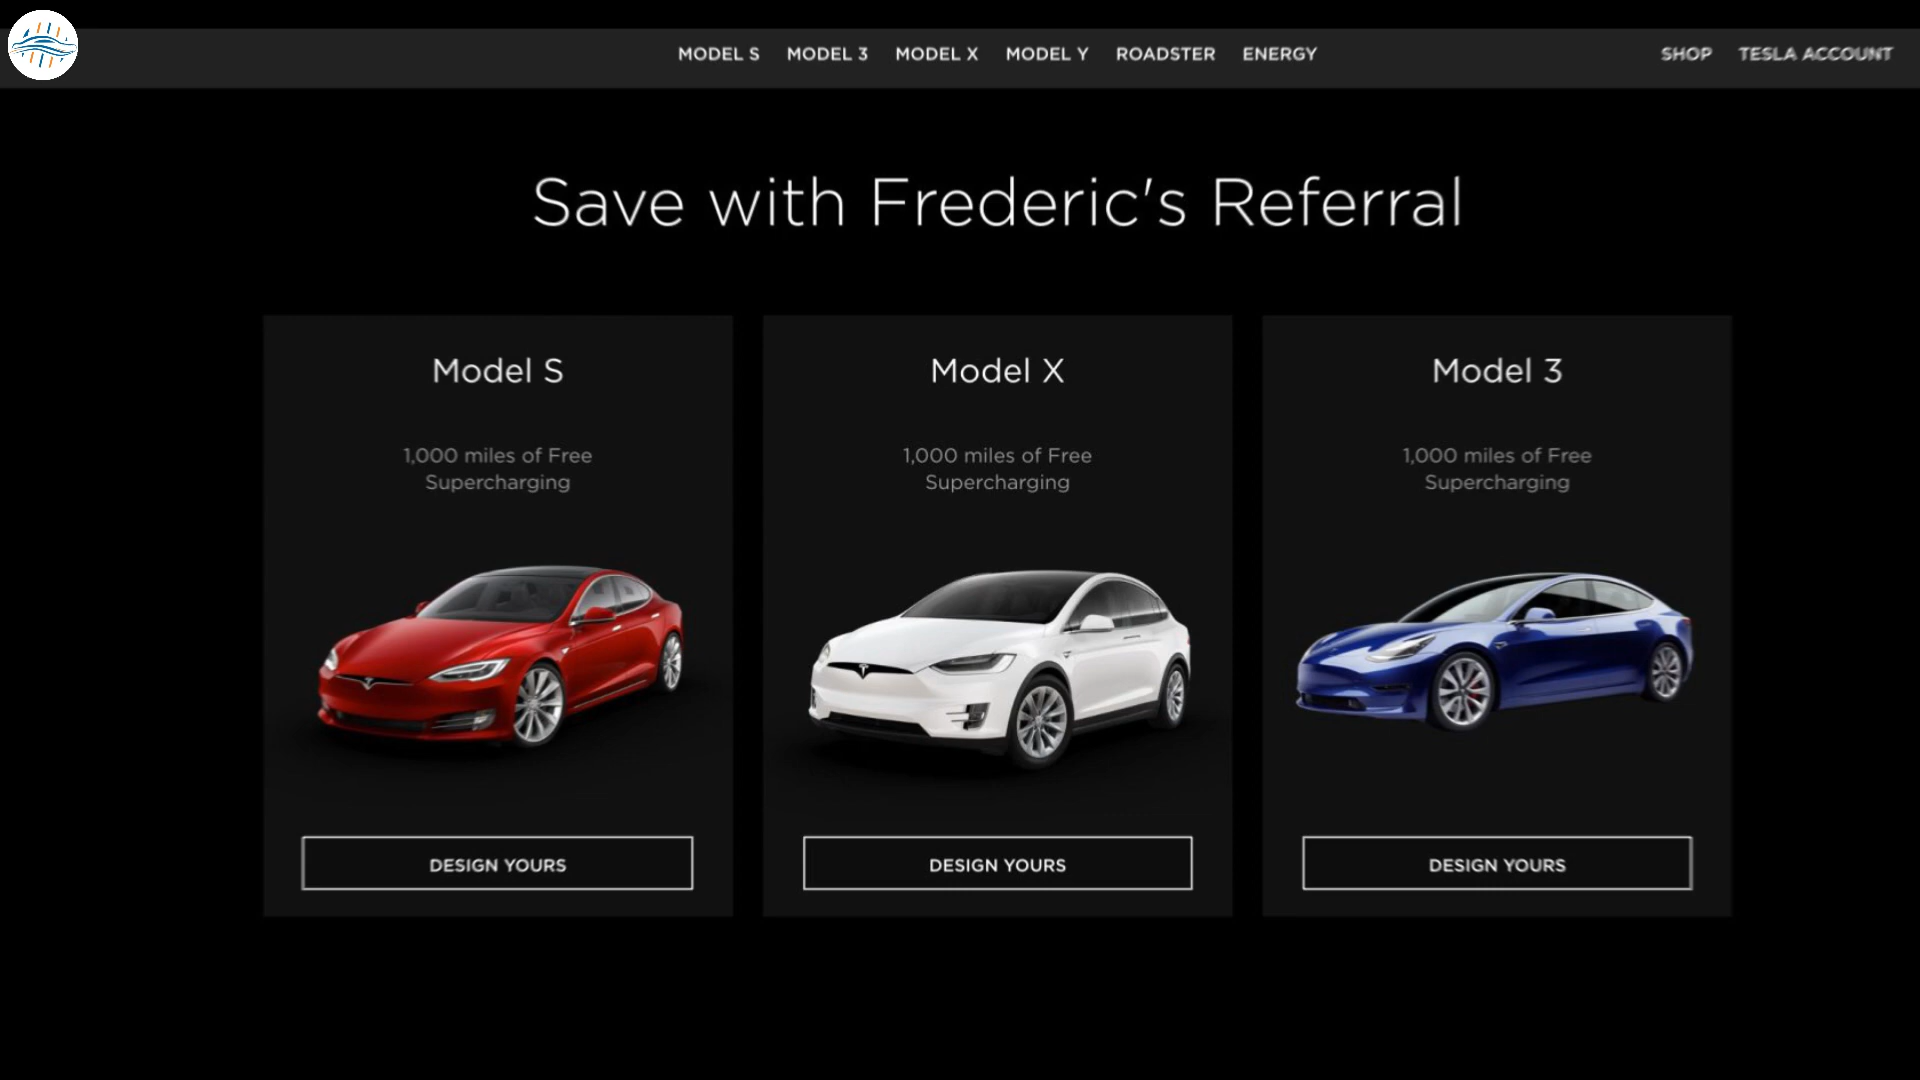 MODEL S MODEL 3 MODEL X MODEL Y ROADSTER ENERGY SHOP TESLA ACCOUNT
Save with Frederic's Referral
Model S
1,000 miles of Free
Supercharging
DESIGN YOURS
Model X
1,000 miles of Free
Supercharging
DESIGN YOURS
Model 3
1,000 miles of Free
Supercharging
DESIGN YOURS